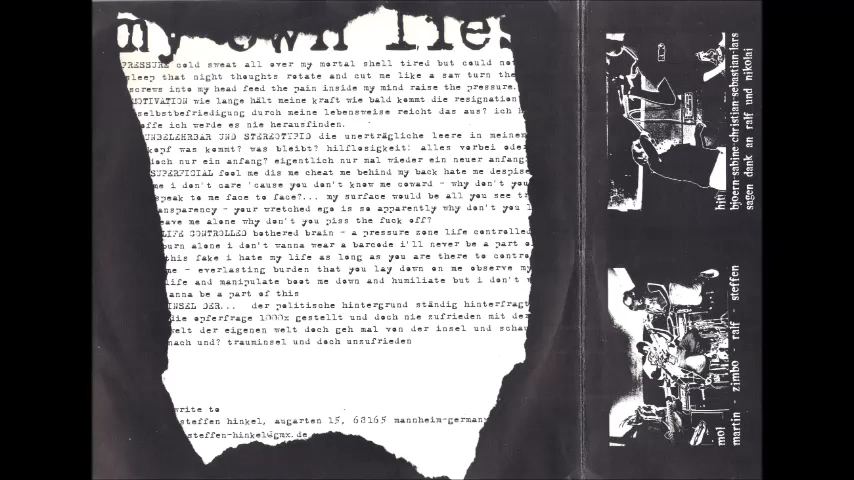 my own lies
PRESSURE cold sweat all over my mortal shell tired but could not
sleep that night thoughts rotate and cut me like a saw turn the
screws into my head feed the pain inside my mind raise the pressure.
MOTIVATION wie lange hält meine kraft wie bald kommt die resignation
selbstbefriedigung durch meine lebensweise reicht das aus? ich h
offe ich werde es nie herausfinden.
UNBELEHRBAR UND STEREOTYPID die unerträgliche leere in meinem
kopf was kommt? was bleibt? hilflosigkeit! alles vorbei oder
doch nur ein anfang? eigentlich nur mal wieder ein neuer anfang!
SUPERFICIAL fool me dis me cheat me behind my back hate me despise
me i don't care 'cause you don't know me coward - why don't you
speak to me face to face?... my surface would be all you see tr
ansparency - your wretched ego is so apparently why don't you l
eave me alone why don't you piss the fuck off?
LIFE CONTROLLED bothered brain - a pressure zone life controlled
burn alone i don't wanna wear a barcode i'll never be a part o
this fake i hate my life as long as you are there to contro
me - everlasting burden that you lay down on me observe my
life and manipulate boot me down and humiliate but i don't w
anna be a part of this
INSEL DER... der politische hintergrund ständig hinterfragt
die opferfrage 1000x gestellt und doch nie zufrieden mit der
welt der eigenen welt doch geh mal von der insel und schau
nach und? trauminsel und doch unzufrieden
write to
steffen hinkel, augarten 15, 68165 mannheim-german
steffen-hinkel@gmx.de
hit!
bjoern-sabine-christian-sebastian-lars
sagen dank an ralf und nikolai
mo!
martin - zimbo - ralf - steffen